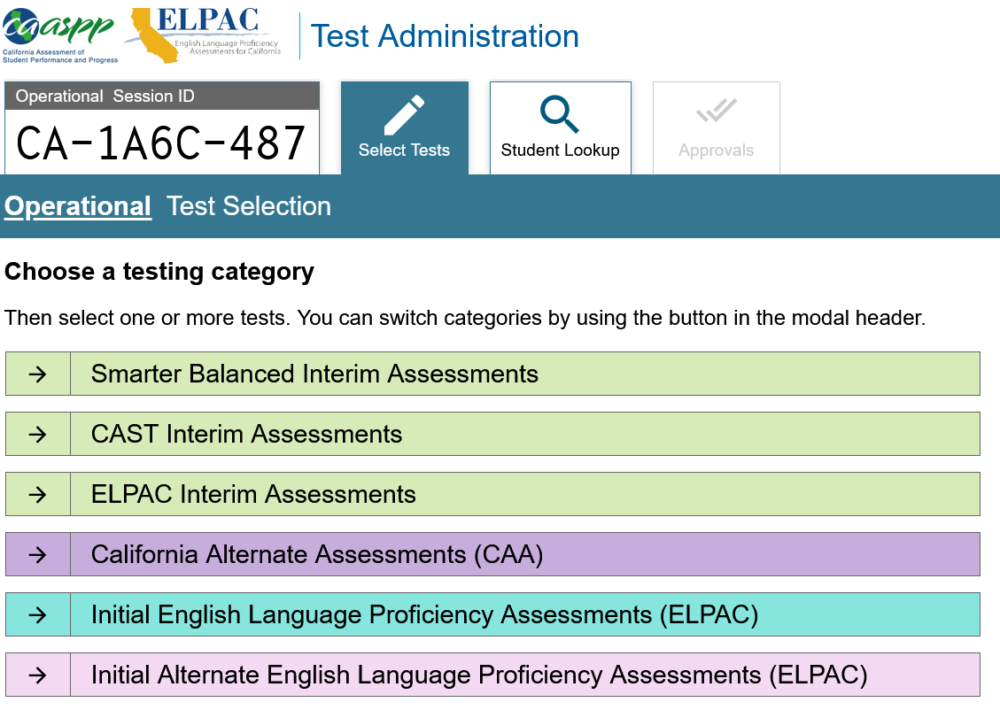 caaspp
California Assessment of
Student Performance and Progress
ELPAC
English Language Proficiency
Assessments for California
Test Administration
Operational Session ID
CA-1A6C-487
Select Tests
Student Lookup
Approvals
Operational Test Selection
Choose a testing category
Then select one or more tests. You can switch categories by using the button in the modal header.
Smarter Balanced Interim Assessments
CAST Interim Assessments
ELPAC Interim Assessments
California Alternate Assessments (CAA)
Initial English Language Proficiency Assessments (ELPAC)
Initial Alternate English Language Proficiency Assessments (ELPAC)